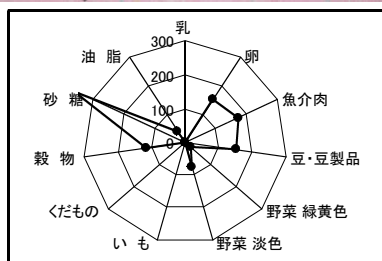 乳
300
200
100
0
卵
魚介肉
豆・豆製品
野菜 緑黄色
野菜 淡色
い も
くだもの
穀 物
砂 糖
油 脂